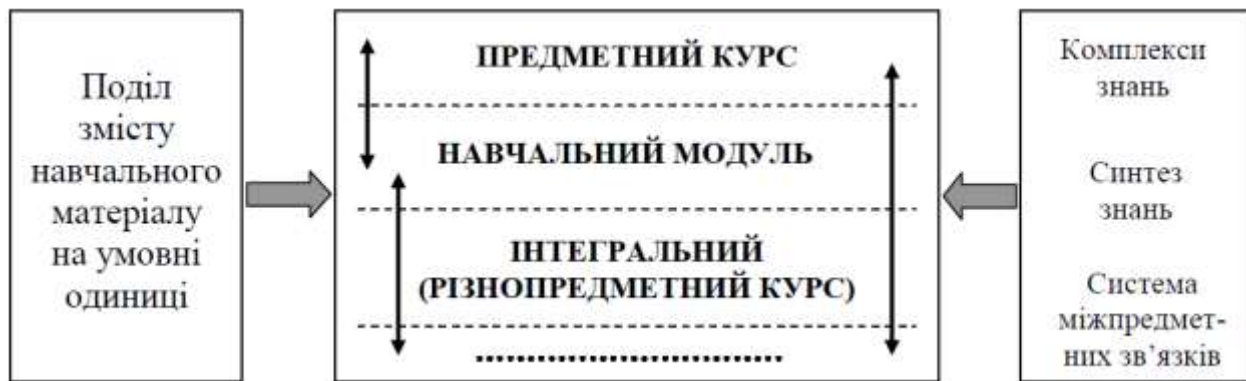 Поділ
змісту
навчального
матеріалу
на умовні
одиниці
ПРЕДМЕТНИЙ КУРС
НАВЧАЛЬНИЙ МОДУЛЬ
ІНТЕГРАЛЬНИЙ
(РІЗНОПРЕДМЕТНИЙ КУРС)
Комплекси
знань
Синтез
знань
Система
міжпредмет-
них зв’язків